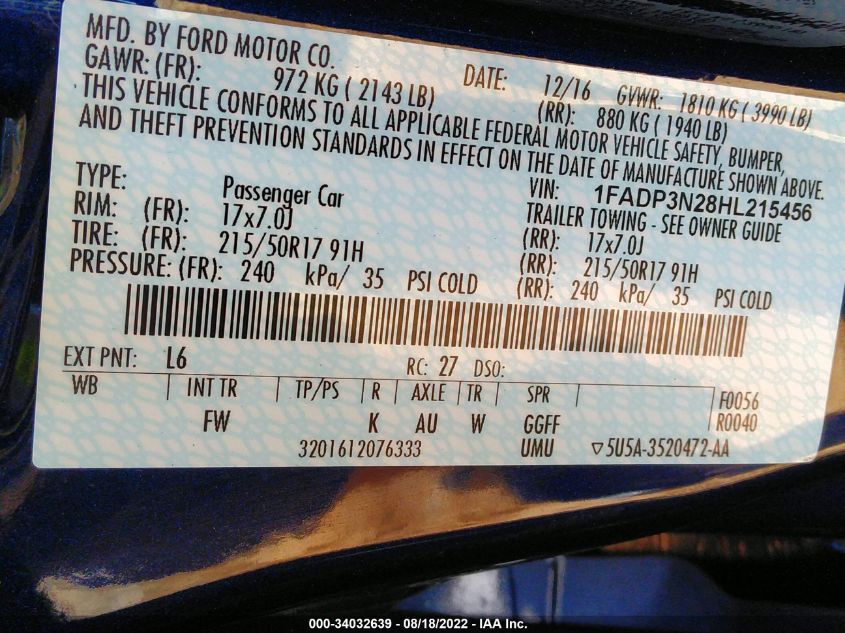 MFD. BY FORD MOTOR CO.
DATE: 12/16 GVWR: 1810 KG ( 3990 LB)
GAWR: (FR): 972 KG ( 2143 LB) (RR): 880 KG ( 1940 LB)
THIS VEHICLE CONFORMS TO ALL APPLICABLE FEDERAL MOTOR VEHICLE SAFETY, BUMPER,
AND THEFT PREVENTION STANDARDS IN EFFECT ON THE DATE OF MANUFACTURE SHOWN ABOVE.
VIN: 1FADP3N28HL215456
TYPE: Passenger Car TRAILER TOWING - SEE OWNER GUIDE
RIM: (FR): 17x7.0J (RR): 17x7.0J
TIRE: (FR): 215/50R17 91H (RR): 215/50R17 91H
PRESSURE: (FR): 240 kPa/ 35 PSI COLD (RR): 240 kPa/ 35 PSI COLD
EXT PNT: L6 RC: 27 DSO:
WB INT TR TP/PS R AXLE TR SPR F0056
FW K AU W GGFF R0040
3201612076333 UMU ▽5U5A-3520472-AA
000-34032639 - 08/18/2022 - IAA Inc.